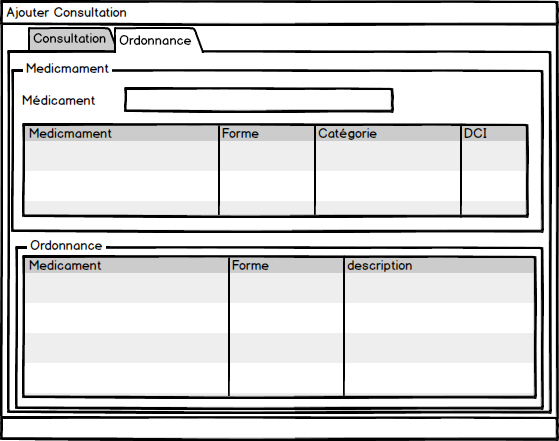 Ajouter Consultation
Consultation Ordonnance
Medicmament
Médicament
Medicmament Forme Catégorie DCI
Ordonnance
Medicament Forme description